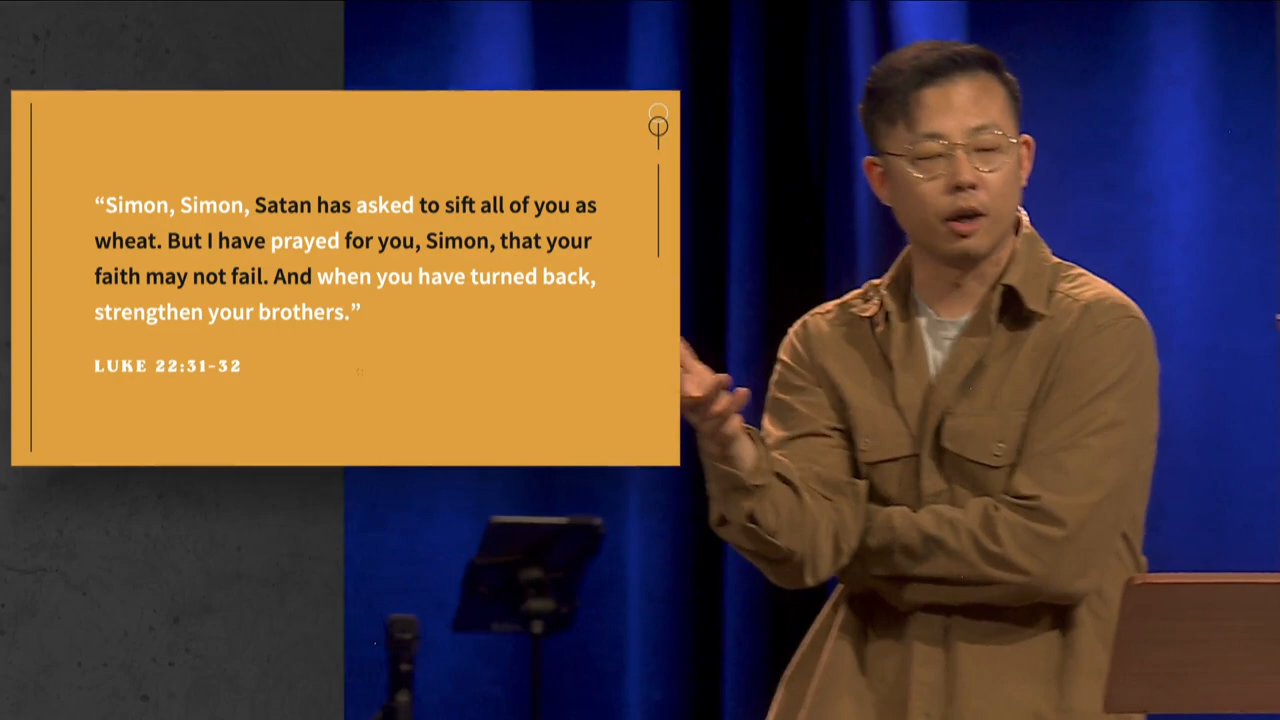 “Simon, Simon, Satan has asked to sift all of you as
wheat. But I have prayed for you, Simon, that your
faith may not fail. And when you have turned back,
strengthen your brothers.”
LUKE 22:31-32